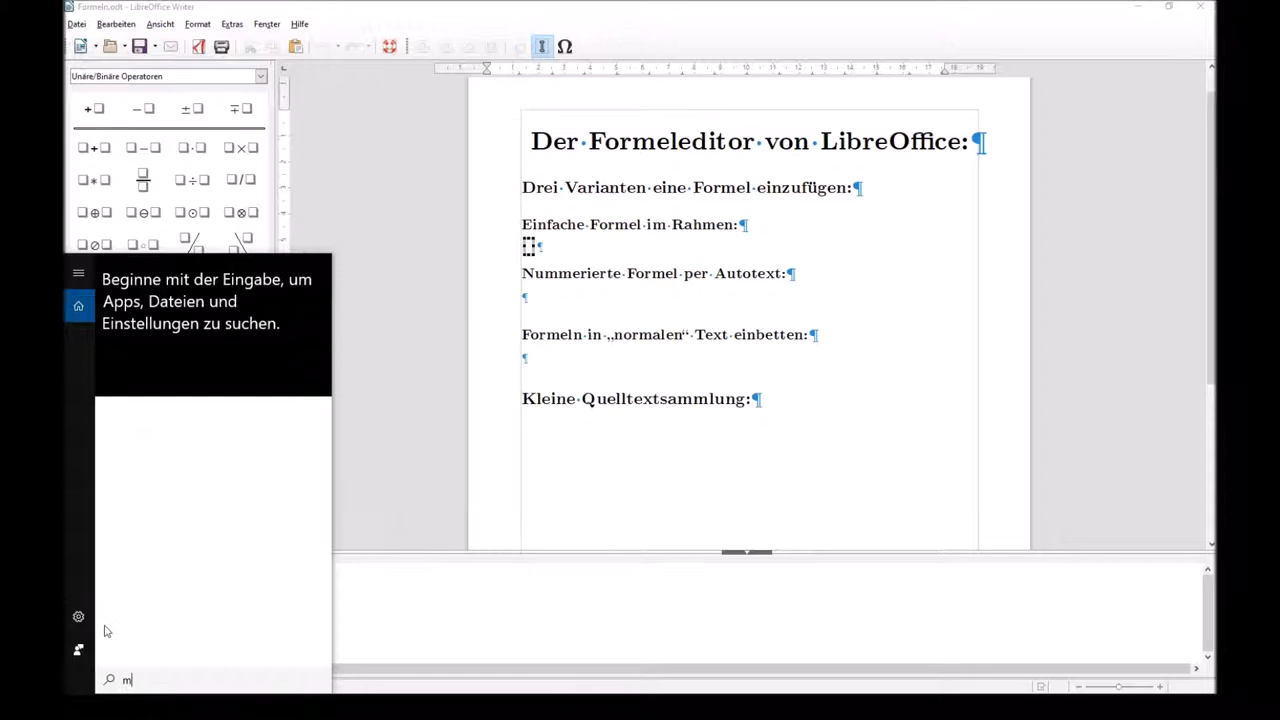 Formeln.odt - LibreOffice Writer
Datei Bearbeiten Ansicht Format Extras Fenster Hilfe
Unäre/Binäre Operatoren
Der Formeleditor von LibreOffice:¶
Drei Varianten eine Formel einzufügen:¶
Einfache Formel im Rahmen:¶
¶
Nummerierte Formel per Autotext:¶
¶
Formeln in „normalen“ Text einbetten:¶
¶
Kleine Quelltextsammlung:¶
Beginne mit der Eingabe, um
Apps, Dateien und
Einstellungen zu suchen.
m